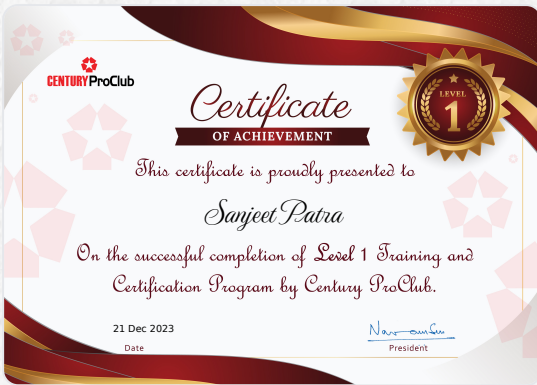 CENTURY ProClub
LEVEL
1
Certificate
OF ACHIEVEMENT
This certificate is proudly presented to
Sanjeet Patra
On the successful completion of Level 1 Training and
Certification Program by Century ProClub.
21 Dec 2023
Date
President